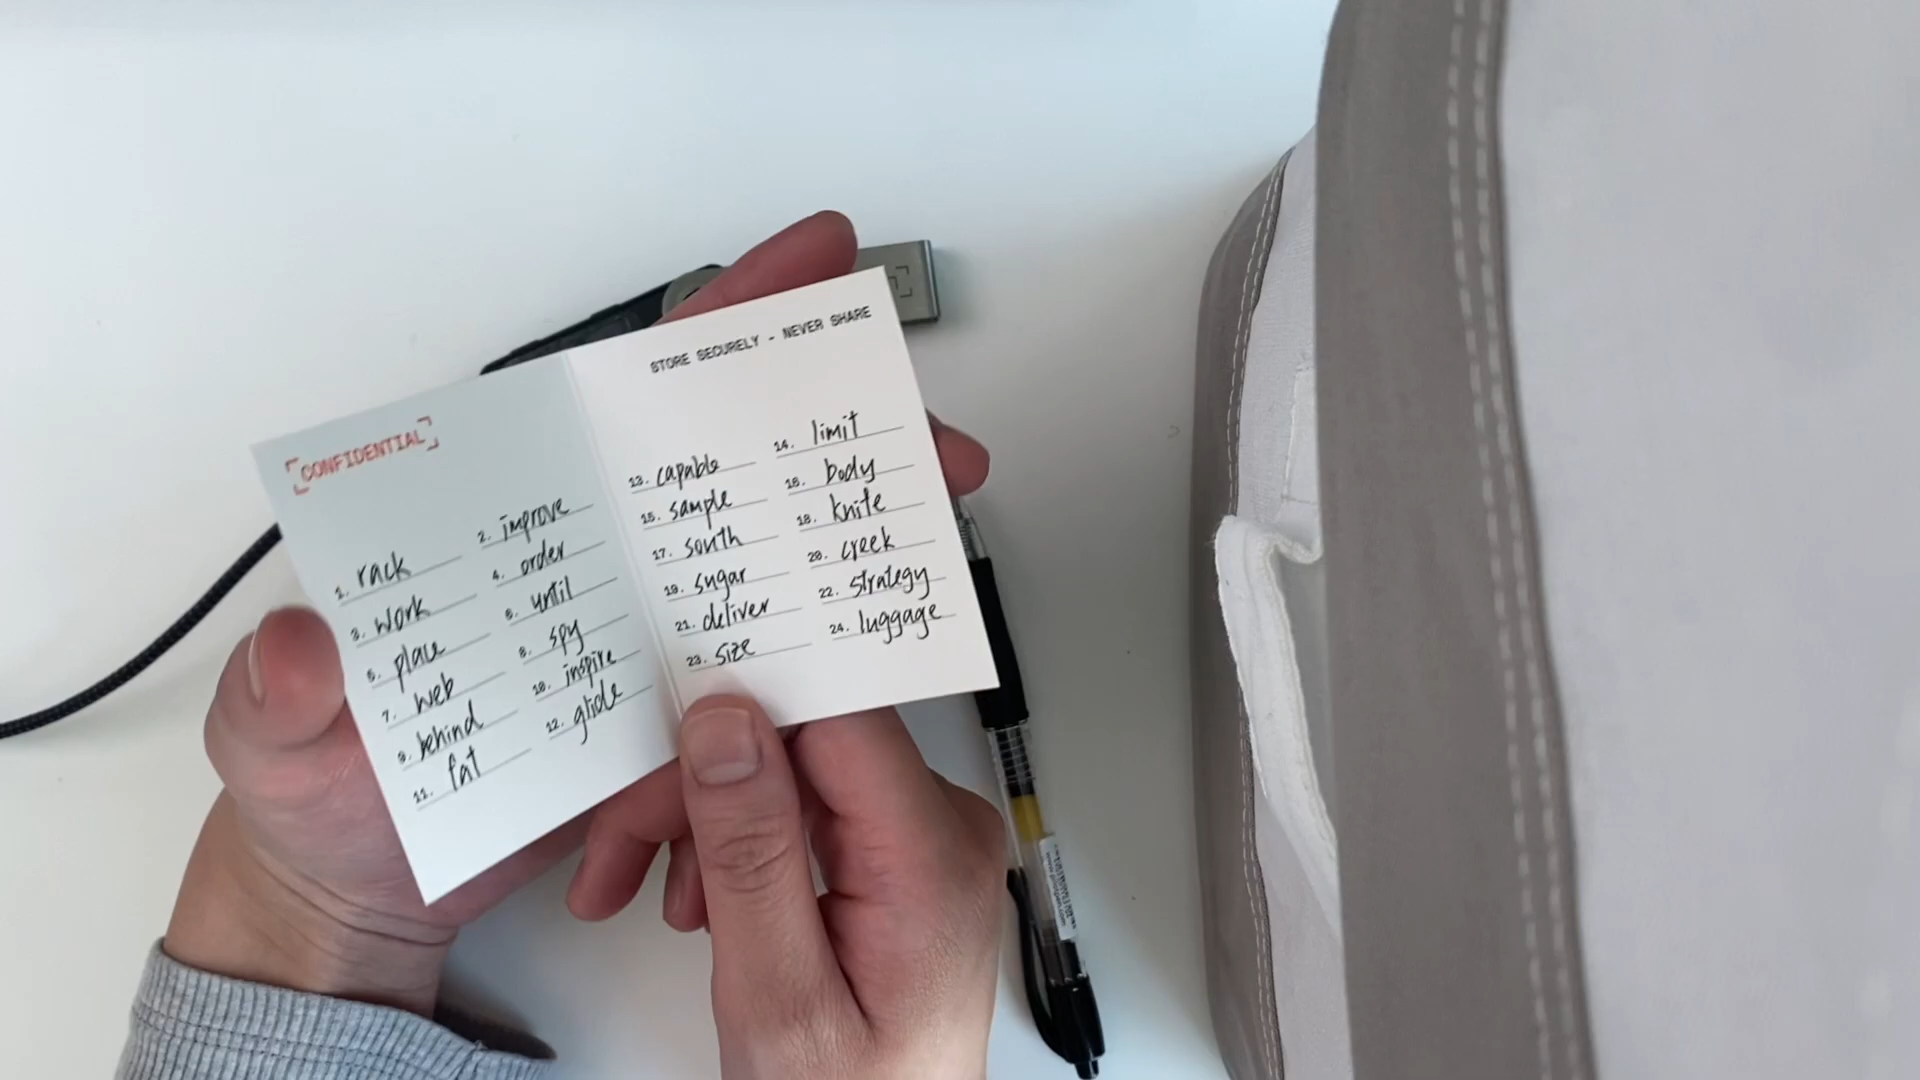 CONFIDENTIAL
1. rack
2. improve
3. work
4. order
5. place
6. until
7. web
8. spy
9. behind
10. inspire
11. fat
12. glide
STORE SECURELY - NEVER SHARE
13. capable
14. limit
15. sample
16. body
17. south
18. knife
19. sugar
20. creek
21. deliver
22. strategy
23. size
24. luggage